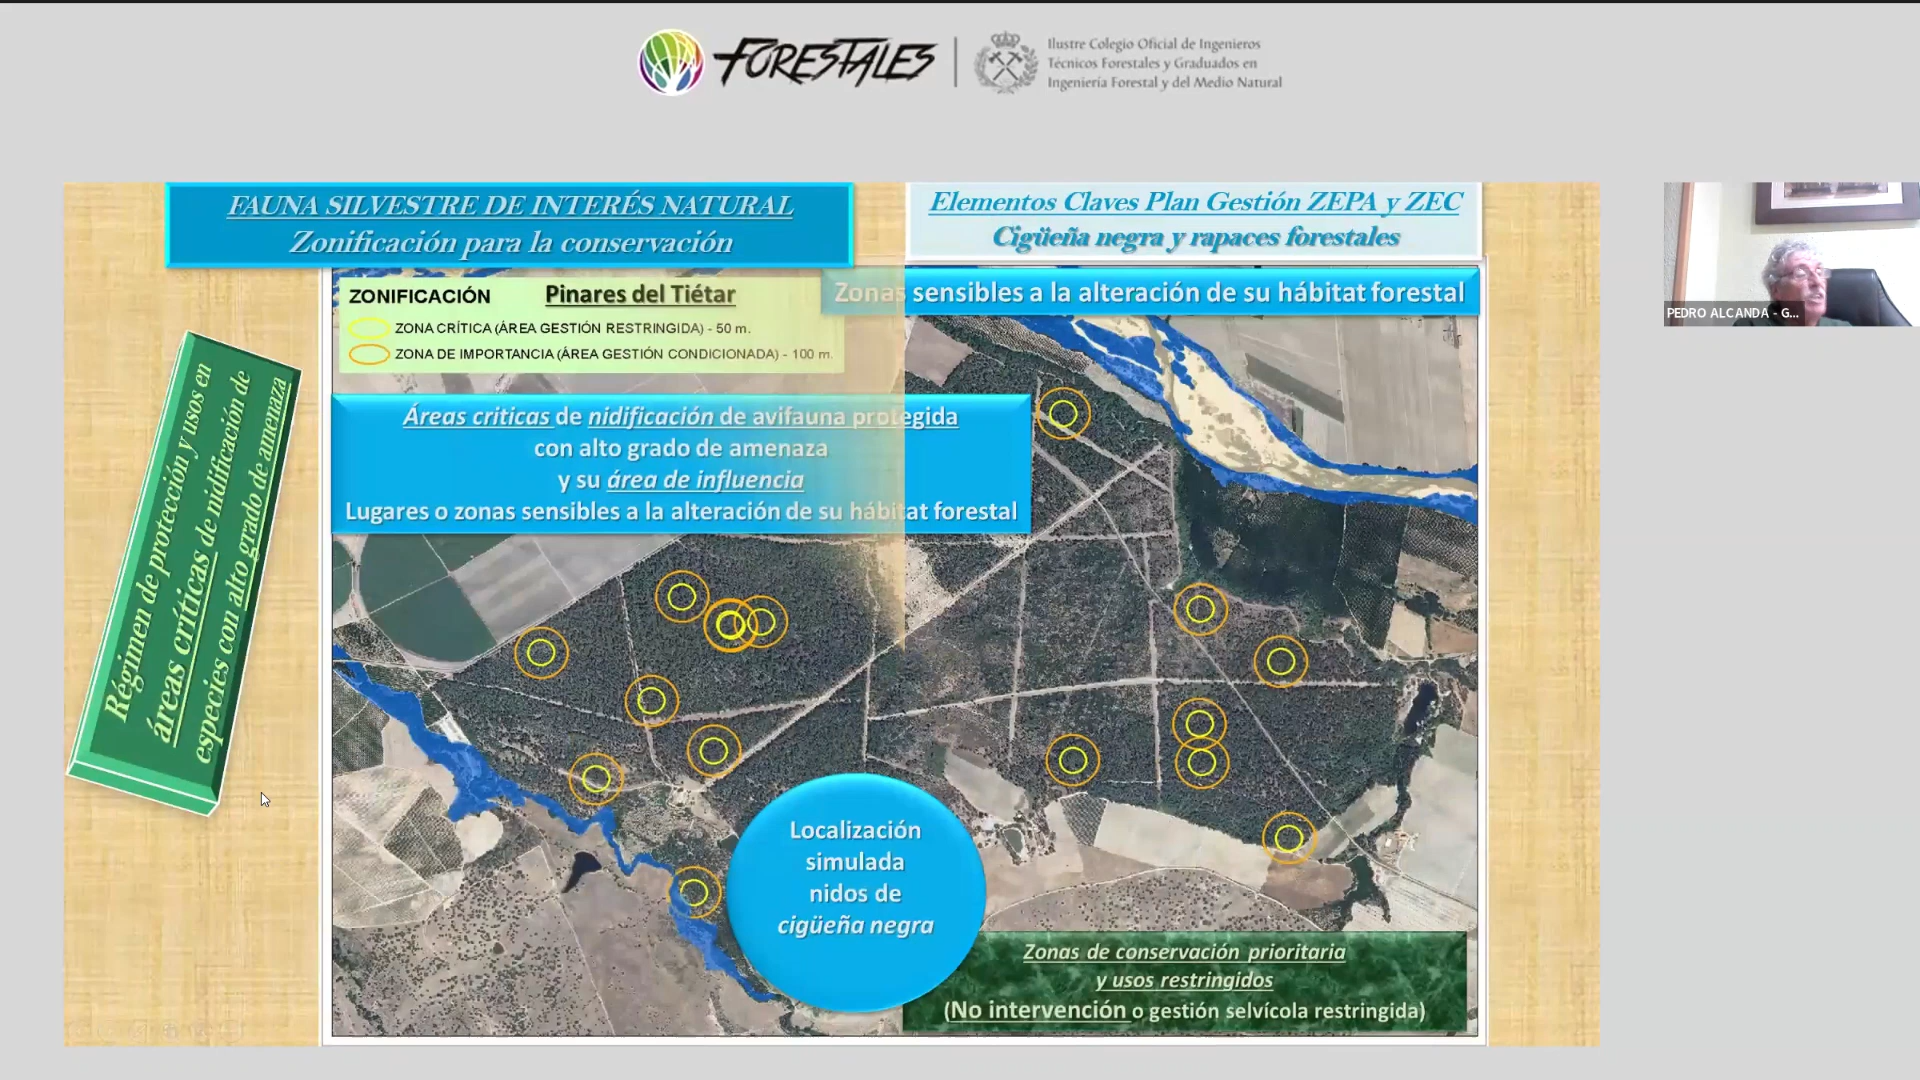 FORESTALES
Ilustre Colegio Oficial de Ingenieros
Técnicos Forestales y Graduados en
Ingeniería Forestal y del Medio Natural
FAUNA SILVESTRE DE INTERÉS NATURAL
Zonificación para la conservación
Elementos Claves Plan Gestión ZEPA y ZEC
Cigüeña negra y rapaces forestales
Zonas sensibles a la alteración de su hábitat forestal
ZONIFICACIÓN
Pinares del Tiétar
ZONA CRÍTICA (ÁREA GESTIÓN RESTRINGIDA) - 50 m.
ZONA DE IMPORTANCIA (ÁREA GESTIÓN CONDICIONADA) - 100 m.
PEDRO ALCANDA - G...
Áreas criticas de nidificación de avifauna protegida
con alto grado de amenaza
y su área de influencia
Lugares o zonas sensibles a la alteración de su hábitat forestal
Régimen de protección y usos en
áreas críticas de nidificación de
especies con alto grado de amenaza
Localización
simulada
nidos de
cigüeña negra
Zonas de conservación prioritaria
y usos restringidos
(No intervención o gestión selvícola restringida)